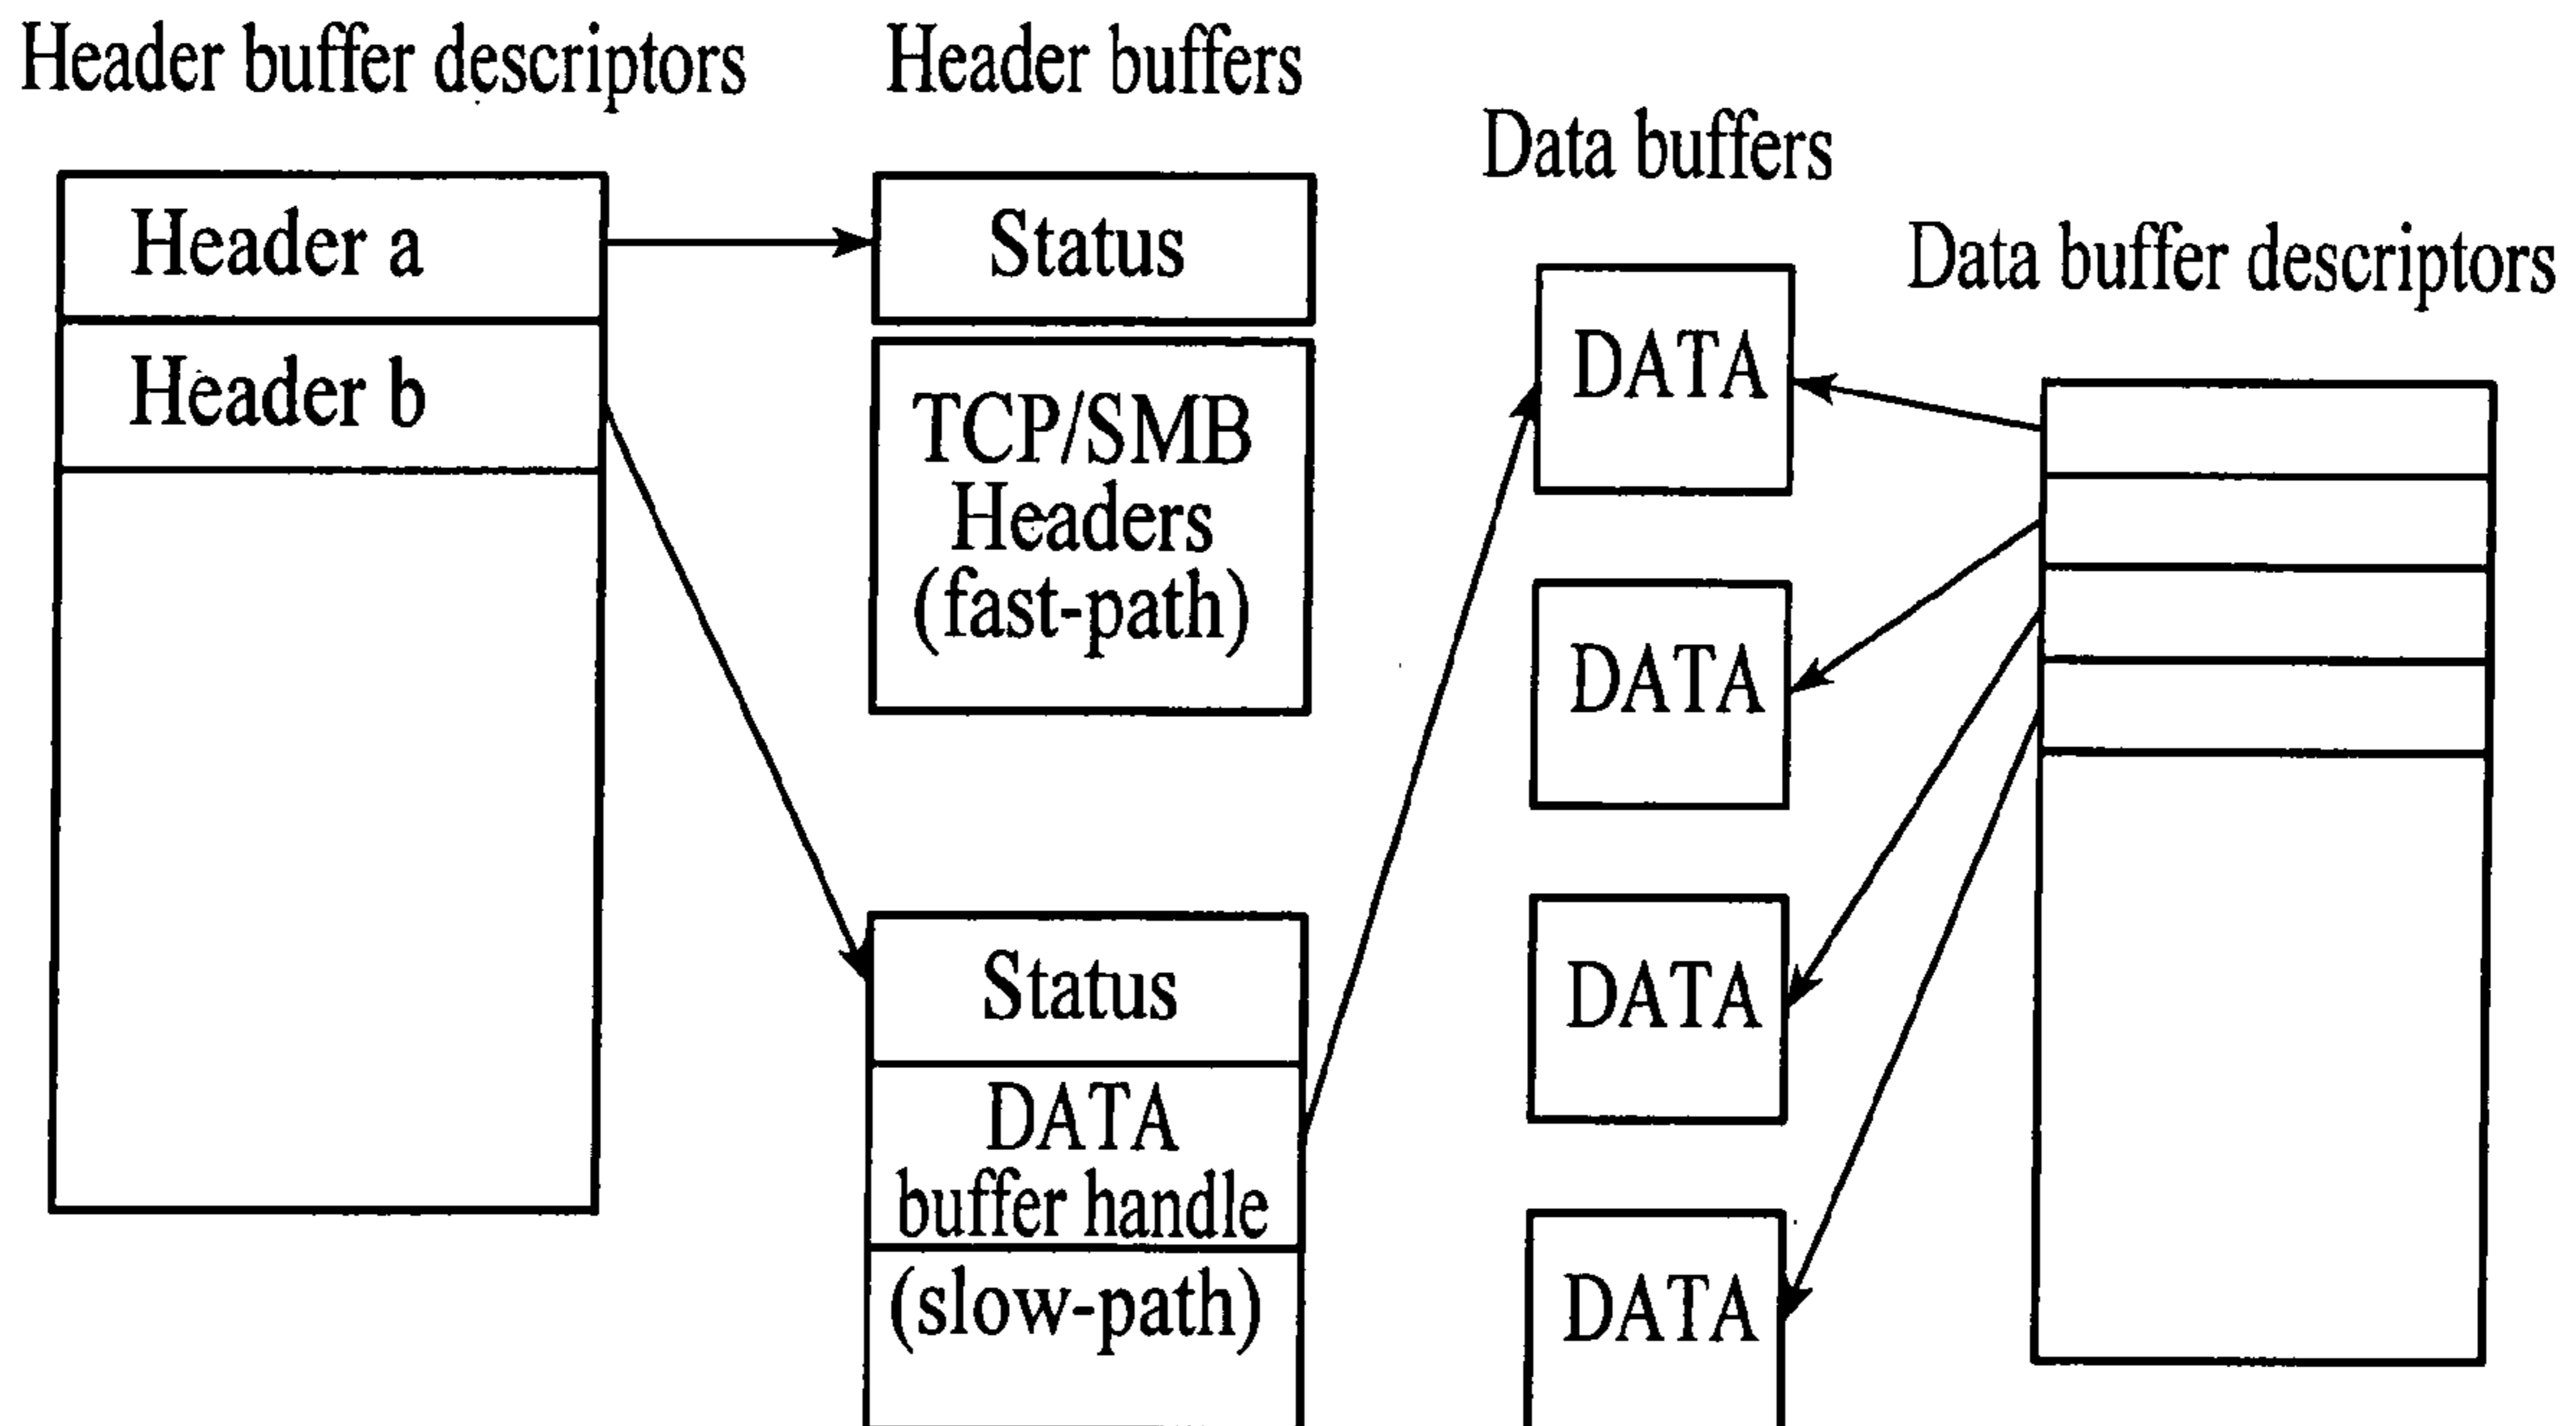 Header buffer descriptors
Header buffers
Data buffers
Data buffer descriptors
Header a
Header b
Status
TCP/SMB
Headers
(fast-path)
Status
DATA
buffer handle
(slow-path)
DATA
DATA
DATA
DATA